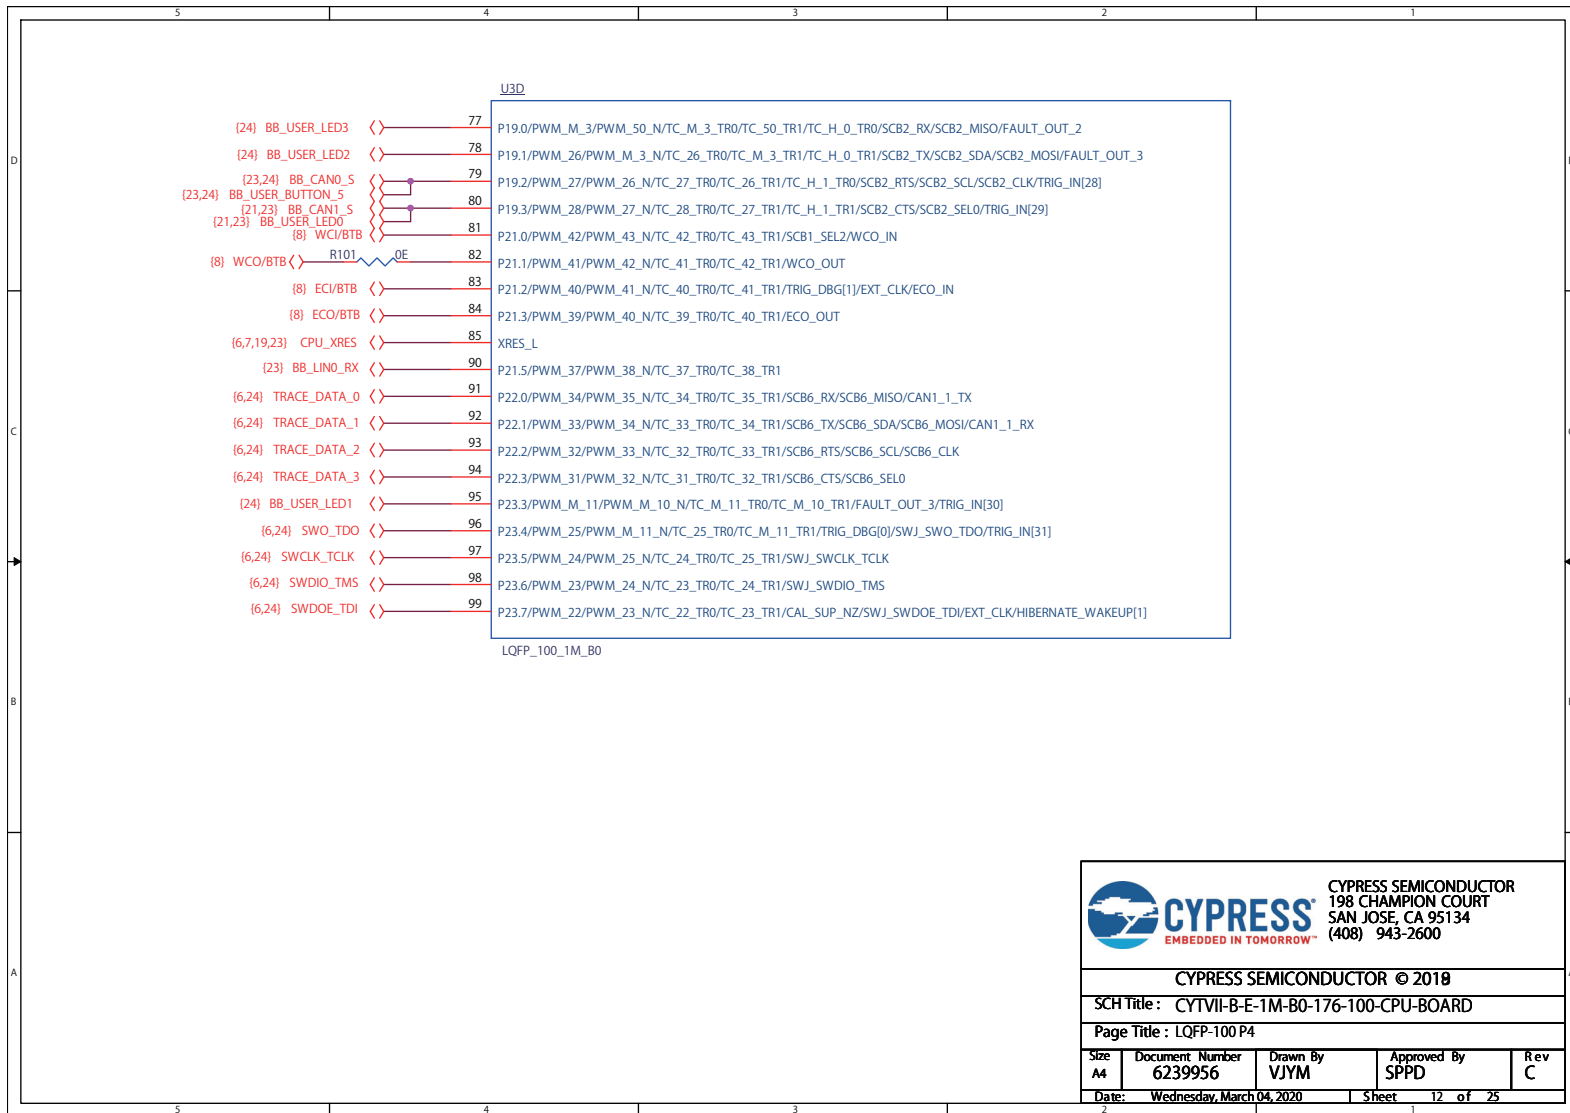 5 4 3 2 1
D
C
B
A
U3D
{24} BB_USER_LED3 77 P19.0/PWM_M_3/PWM_50_N/TC_M_3_TR0/TC_50_TR1/TC_H_0_TR0/SCB2_RX/SCB2_MISO/FAULT_OUT_2
{24} BB_USER_LED2 78 P19.1/PWM_26/PWM_M_3_N/TC_26_TR0/TC_M_3_TR1/TC_H_0_TR1/SCB2_TX/SCB2_SDA/SCB2_MOSI/FAULT_OUT_3
{23,24} BB_CAN0_S 79 P19.2/PWM_27/PWM_26_N/TC_27_TR0/TC_26_TR1/TC_H_1_TR0/SCB2_RTS/SCB2_SCL/SCB2_CLK/TRIG_IN[28]
{23,24} BB_USER_BUTTON_5
{21,23} BB_CAN1_S 80 P19.3/PWM_28/PWM_27_N/TC_28_TR0/TC_27_TR1/TC_H_1_TR1/SCB2_CTS/SCB2_SEL0/TRIG_IN[29]
{21,23} BB_USER_LED0
{8} WCI/BTB 81 P21.0/PWM_42/PWM_43_N/TC_42_TR0/TC_43_TR1/SCB1_SEL2/WCO_IN
{8} WCO/BTB R101 0E 82 P21.1/PWM_41/PWM_42_N/TC_41_TR0/TC_42_TR1/WCO_OUT
{8} ECI/BTB 83 P21.2/PWM_40/PWM_41_N/TC_40_TR0/TC_41_TR1/TRIG_DBG[1]/EXT_CLK/ECO_IN
{8} ECO/BTB 84 P21.3/PWM_39/PWM_40_N/TC_39_TR0/TC_40_TR1/ECO_OUT
{6,7,19,23} CPU_XRES 85 XRES_L
{23} BB_LIN0_RX 90 P21.5/PWM_37/PWM_38_N/TC_37_TR0/TC_38_TR1
{6,24} TRACE_DATA_0 91 P22.0/PWM_34/PWM_35_N/TC_34_TR0/TC_35_TR1/SCB6_RX/SCB6_MISO/CAN1_1_TX
{6,24} TRACE_DATA_1 92 P22.1/PWM_33/PWM_34_N/TC_33_TR0/TC_34_TR1/SCB6_TX/SCB6_SDA/SCB6_MOSI/CAN1_1_RX
{6,24} TRACE_DATA_2 93 P22.2/PWM_32/PWM_33_N/TC_32_TR0/TC_33_TR1/SCB6_RTS/SCB6_SCL/SCB6_CLK
{6,24} TRACE_DATA_3 94 P22.3/PWM_31/PWM_32_N/TC_31_TR0/TC_32_TR1/SCB6_CTS/SCB6_SEL0
{24} BB_USER_LED1 95 P23.3/PWM_M_11/PWM_M_10_N/TC_M_11_TR0/TC_M_10_TR1/FAULT_OUT_3/TRIG_IN[30]
{6,24} SWO_TDO 96 P23.4/PWM_25/PWM_M_11_N/TC_25_TR0/TC_M_11_TR1/TRIG_DBG[0]/SWJ_SWO_TDO/TRIG_IN[31]
{6,24} SWCLK_TCLK 97 P23.5/PWM_24/PWM_25_N/TC_24_TR0/TC_25_TR1/SWJ_SWCLK_TCLK
{6,24} SWDIO_TMS 98 P23.6/PWM_23/PWM_24_N/TC_23_TR0/TC_24_TR1/SWJ_SWDIO_TMS
{6,24} SWDOE_TDI 99 P23.7/PWM_22/PWM_23_N/TC_22_TR0/TC_23_TR1/CAL_SUP_NZ/SWJ_SWDOE_TDI/EXT_CLK/HIBERNATE_WAKEUP[1]
LQFP_100_1M_B0
CYPRESS
EMBEDDED IN TOMORROW™
CYPRESS SEMICONDUCTOR
198 CHAMPION COURT
SAN JOSE, CA 95134
(408) 943-2600
CYPRESS SEMICONDUCTOR ©
SCH Title : CYTVII-B-E-1M-B0-176-100-CPU-BOARD
Page Title : LQFP-100 P4
Size Document Number Drawn By Approved By Rev
A4 6239956 VJYM SPPD C
Date: Wednesday, March 04, 2020 Sheet 12 of 25
5 4 3 2 1